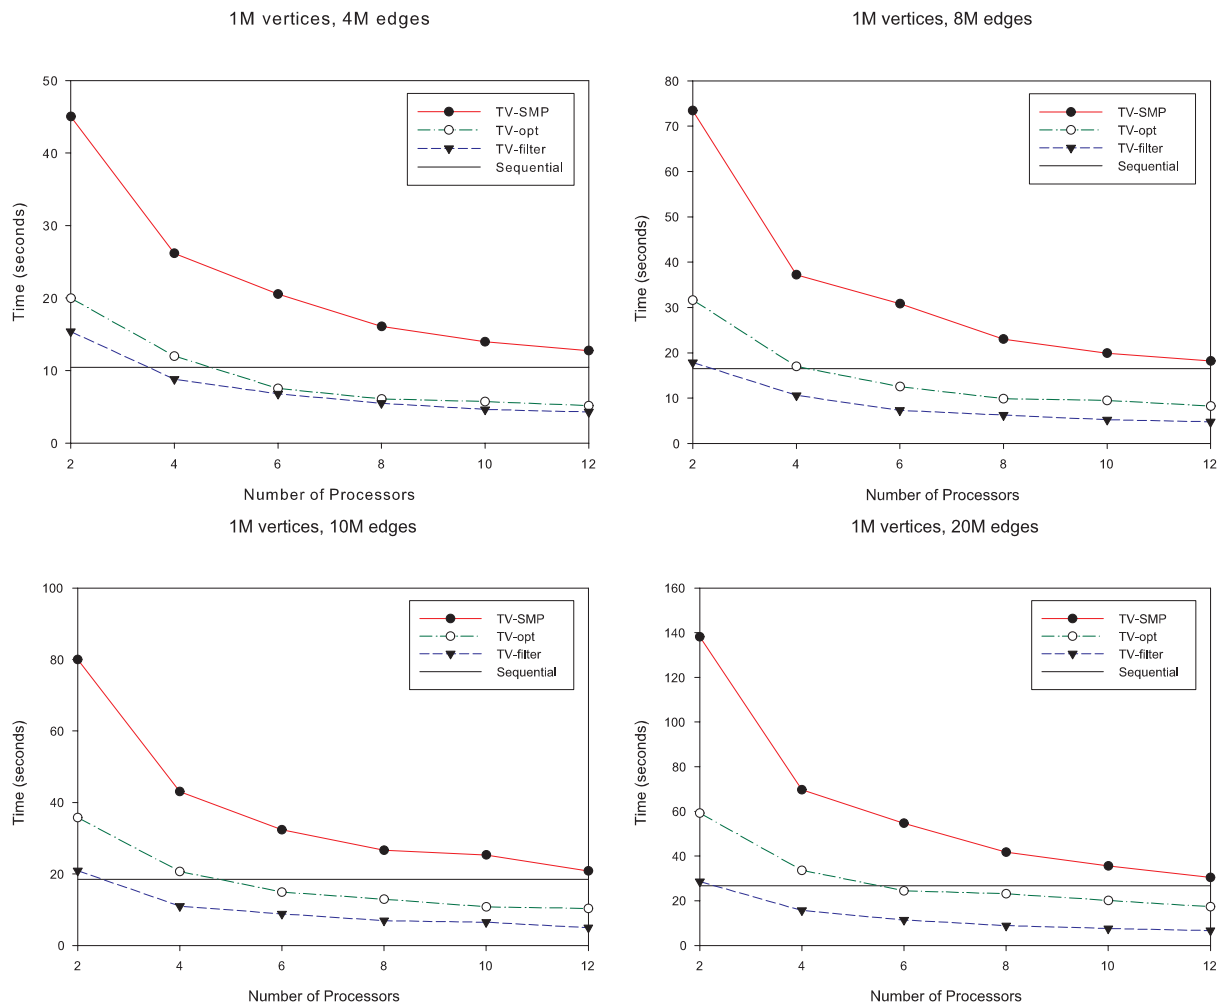 1M vertices, 4M edges
50
40
30
20
10
0
Time (seconds)
TV-SMP
TV-opt
TV-filter
Sequential
2 4 6 8 10 12
Number of Processors
1M vertices, 8M edges
80
70
60
50
40
30
20
10
0
Time (seconds)
TV-SMP
TV-opt
TV-filter
Sequential
2 4 6 8 10 12
Number of Processors
1M vertices, 10M edges
100
80
60
40
20
0
Time (seconds)
TV-SMP
TV-opt
TV-filter
Sequential
2 4 6 8 10 12
Number of Processors
1M vertices, 20M edges
160
140
120
100
80
60
40
20
0
Time (seconds)
TV-SMP
TV-opt
TV-filter
Sequential
2 4 6 8 10 12
Number of Processors